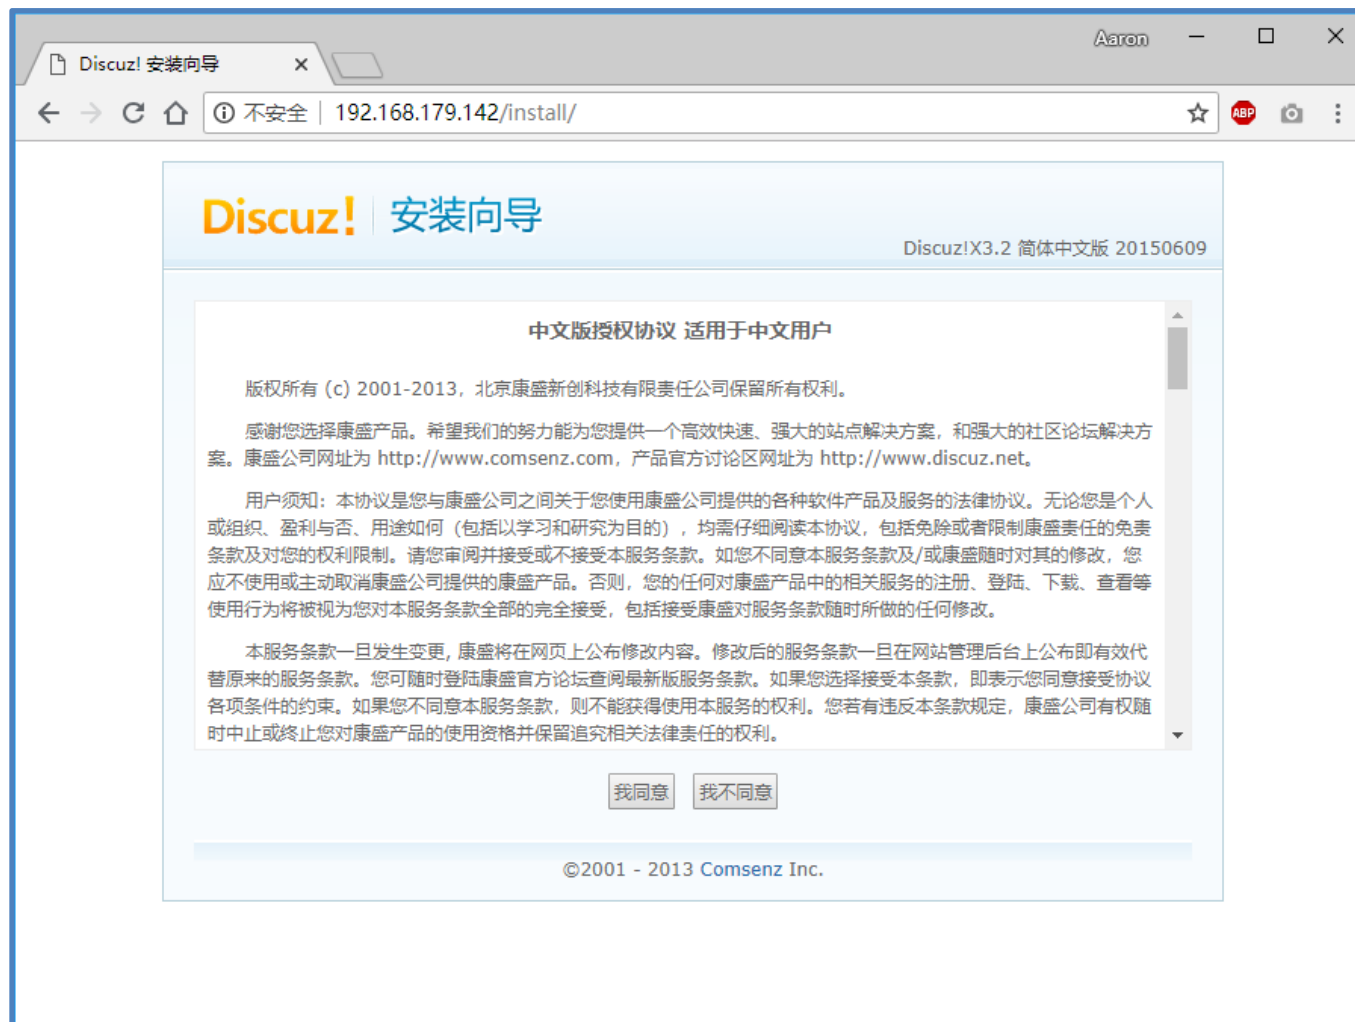 Aaron
Discuz! 安装向导
不安全 | 192.168.179.142/install/
ABP
Discuz! 安装向导
Discuz!X3.2 简体中文版 20150609
中文版授权协议 适用于中文用户
版权所有 (c) 2001-2013，北京康盛新创科技有限责任公司保留所有权利。
感谢您选择康盛产品。希望我们的努力能为您提供一个高效快速、强大的站点解决方案，和强大的社区论坛解决方
案。康盛公司网址为 http://www.comsenz.com，产品官方讨论区网址为 http://www.discuz.net。
用户须知：本协议是您与康盛公司之间关于您使用康盛公司提供的各种软件产品及服务的法律协议。无论您是个人
或组织、盈利与否、用途如何（包括以学习和研究为目的），均需仔细阅读本协议，包括免除或者限制康盛责任的免责
条款及对您的权利限制。请您审阅并接受或不接受本服务条款。如您不同意本服务条款及/或康盛随时对其的修改，您
应不使用或主动取消康盛公司提供的康盛产品。否则，您的任何对康盛产品中的相关服务的注册、登陆、下载、查看等
使用行为将被视为您对本服务条款全部的完全接受，包括接受康盛对服务条款随时所做的任何修改。
本服务条款一旦发生变更, 康盛将在网页上公布修改内容。修改后的服务条款一旦在网站管理后台上公布即有效代
替原来的服务条款。您可随时登陆康盛官方论坛查阅最新版服务条款。如果您选择接受本条款，即表示您同意接受协议
各项条件的约束。如果您不同意本服务条款，则不能获得使用本服务的权利。您若有违反本条款规定，康盛公司有权随
时中止或终止您对康盛产品的使用资格并保留追究相关法律责任的权利。
我同意 我不同意
©2001 - 2013 Comsenz Inc.